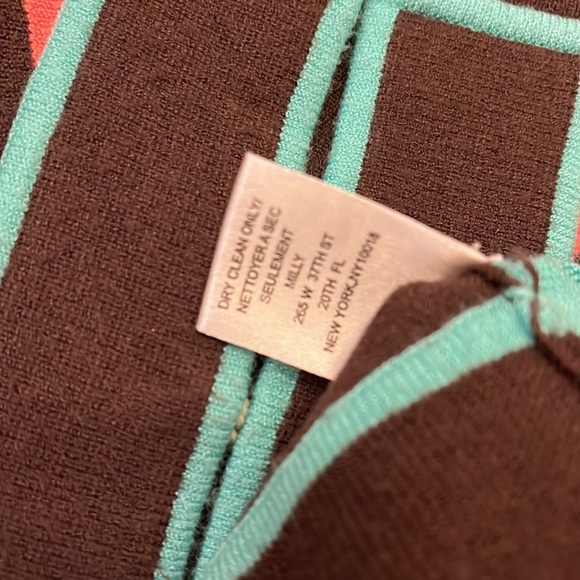 DRY CLEAN ONLY/
NETTOYER A SEC
SEULEMENT
MILLY
265 W 37TH ST
20TH FL
NEW YORK,NY10018